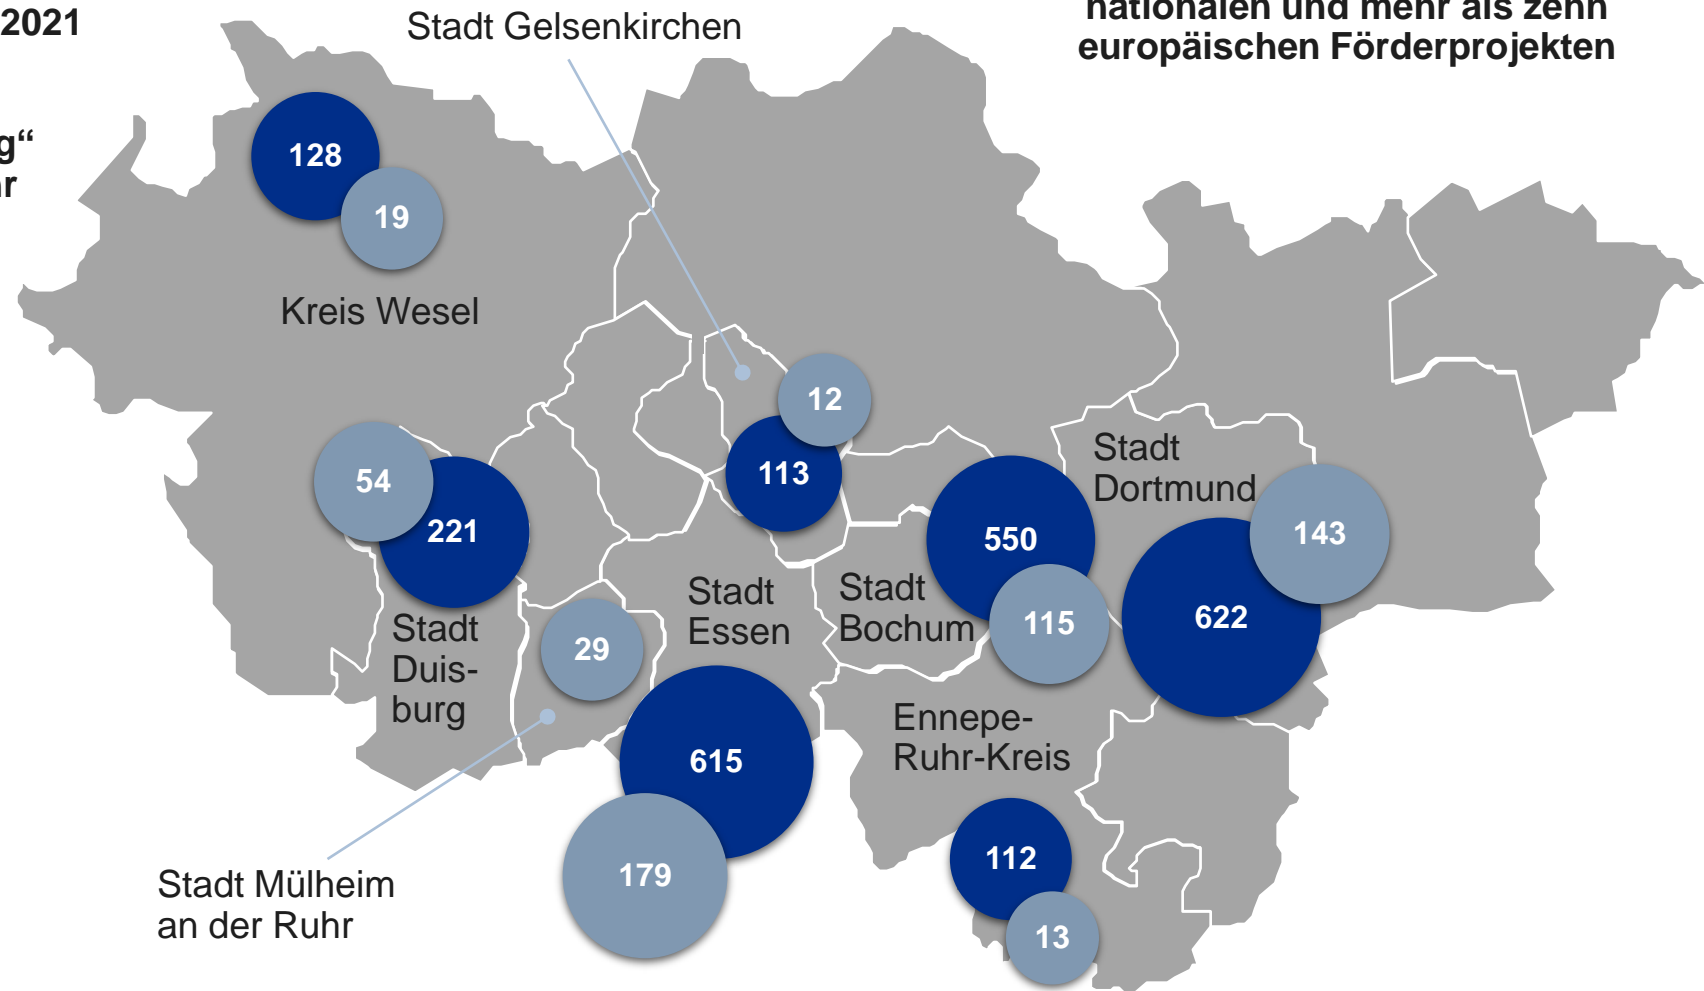 2021
Stadt Gelsenkirchen
europäischen Förderprojekten
nationalen und mehr als zehn
128
19
Kreis Wesel
12
113
54
221
Stadt
Dortmund
550
143
622
115
Stadt
Essen
Stadt
Bochum
Stadt
Duis-
burg
29
615
179
Ennepe-
Ruhr-Kreis
112
13
Stadt Mülheim
an der Ruhr